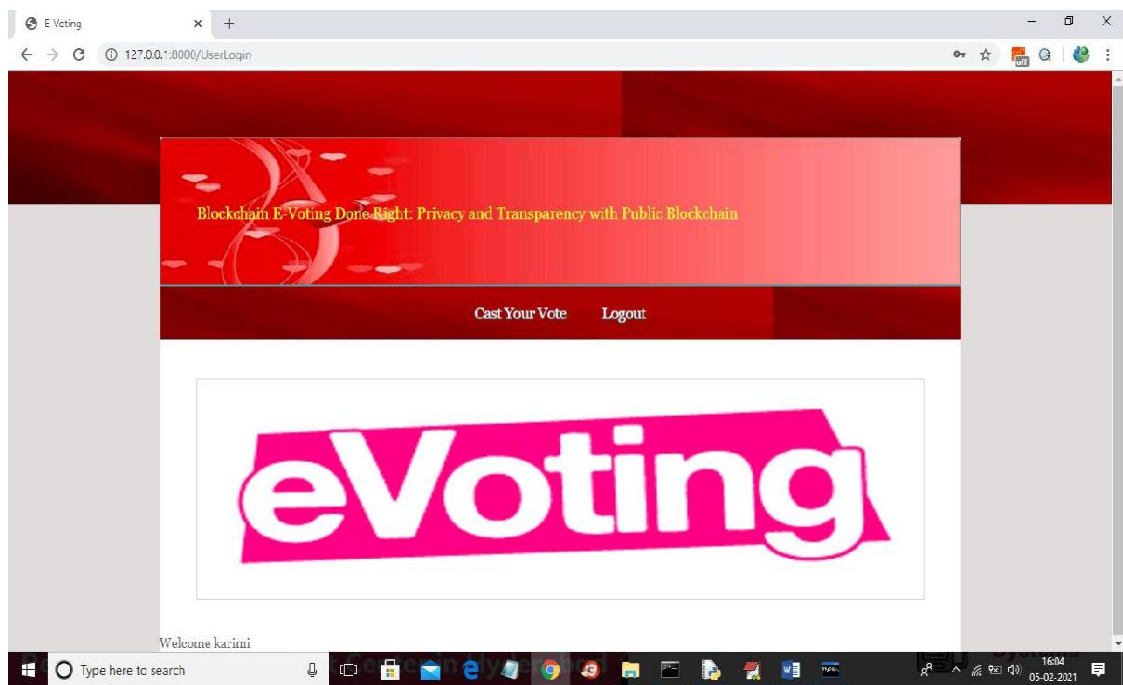 E Voting
127.0.0.1:8000/UserLogin
off
Blockchain E-Voting Done Right: Privacy and Transparency with Public Blockchain
Cast Your Vote Logout
eVoting
Welcome karimi
Type here to search
16:04
05-02-2021